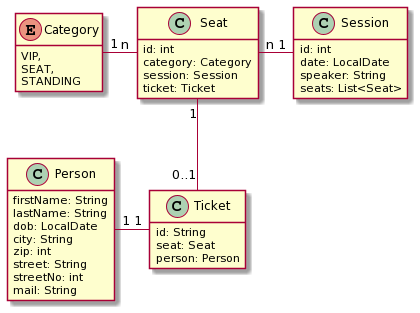 E Category
VIP,
SEAT,
STANDING
1 n
C Seat
id: int
category: Category
session: Session
ticket: Ticket
n 1
C Session
id: int
date: LocalDate
speaker: String
seats: List<Seat>
1
0..1
C Person
firstName: String
lastName: String
dob: LocalDate
city: String
zip: int
street: String
streetNo: int
mail: String
1 1
C Ticket
id: String
seat: Seat
person: Person